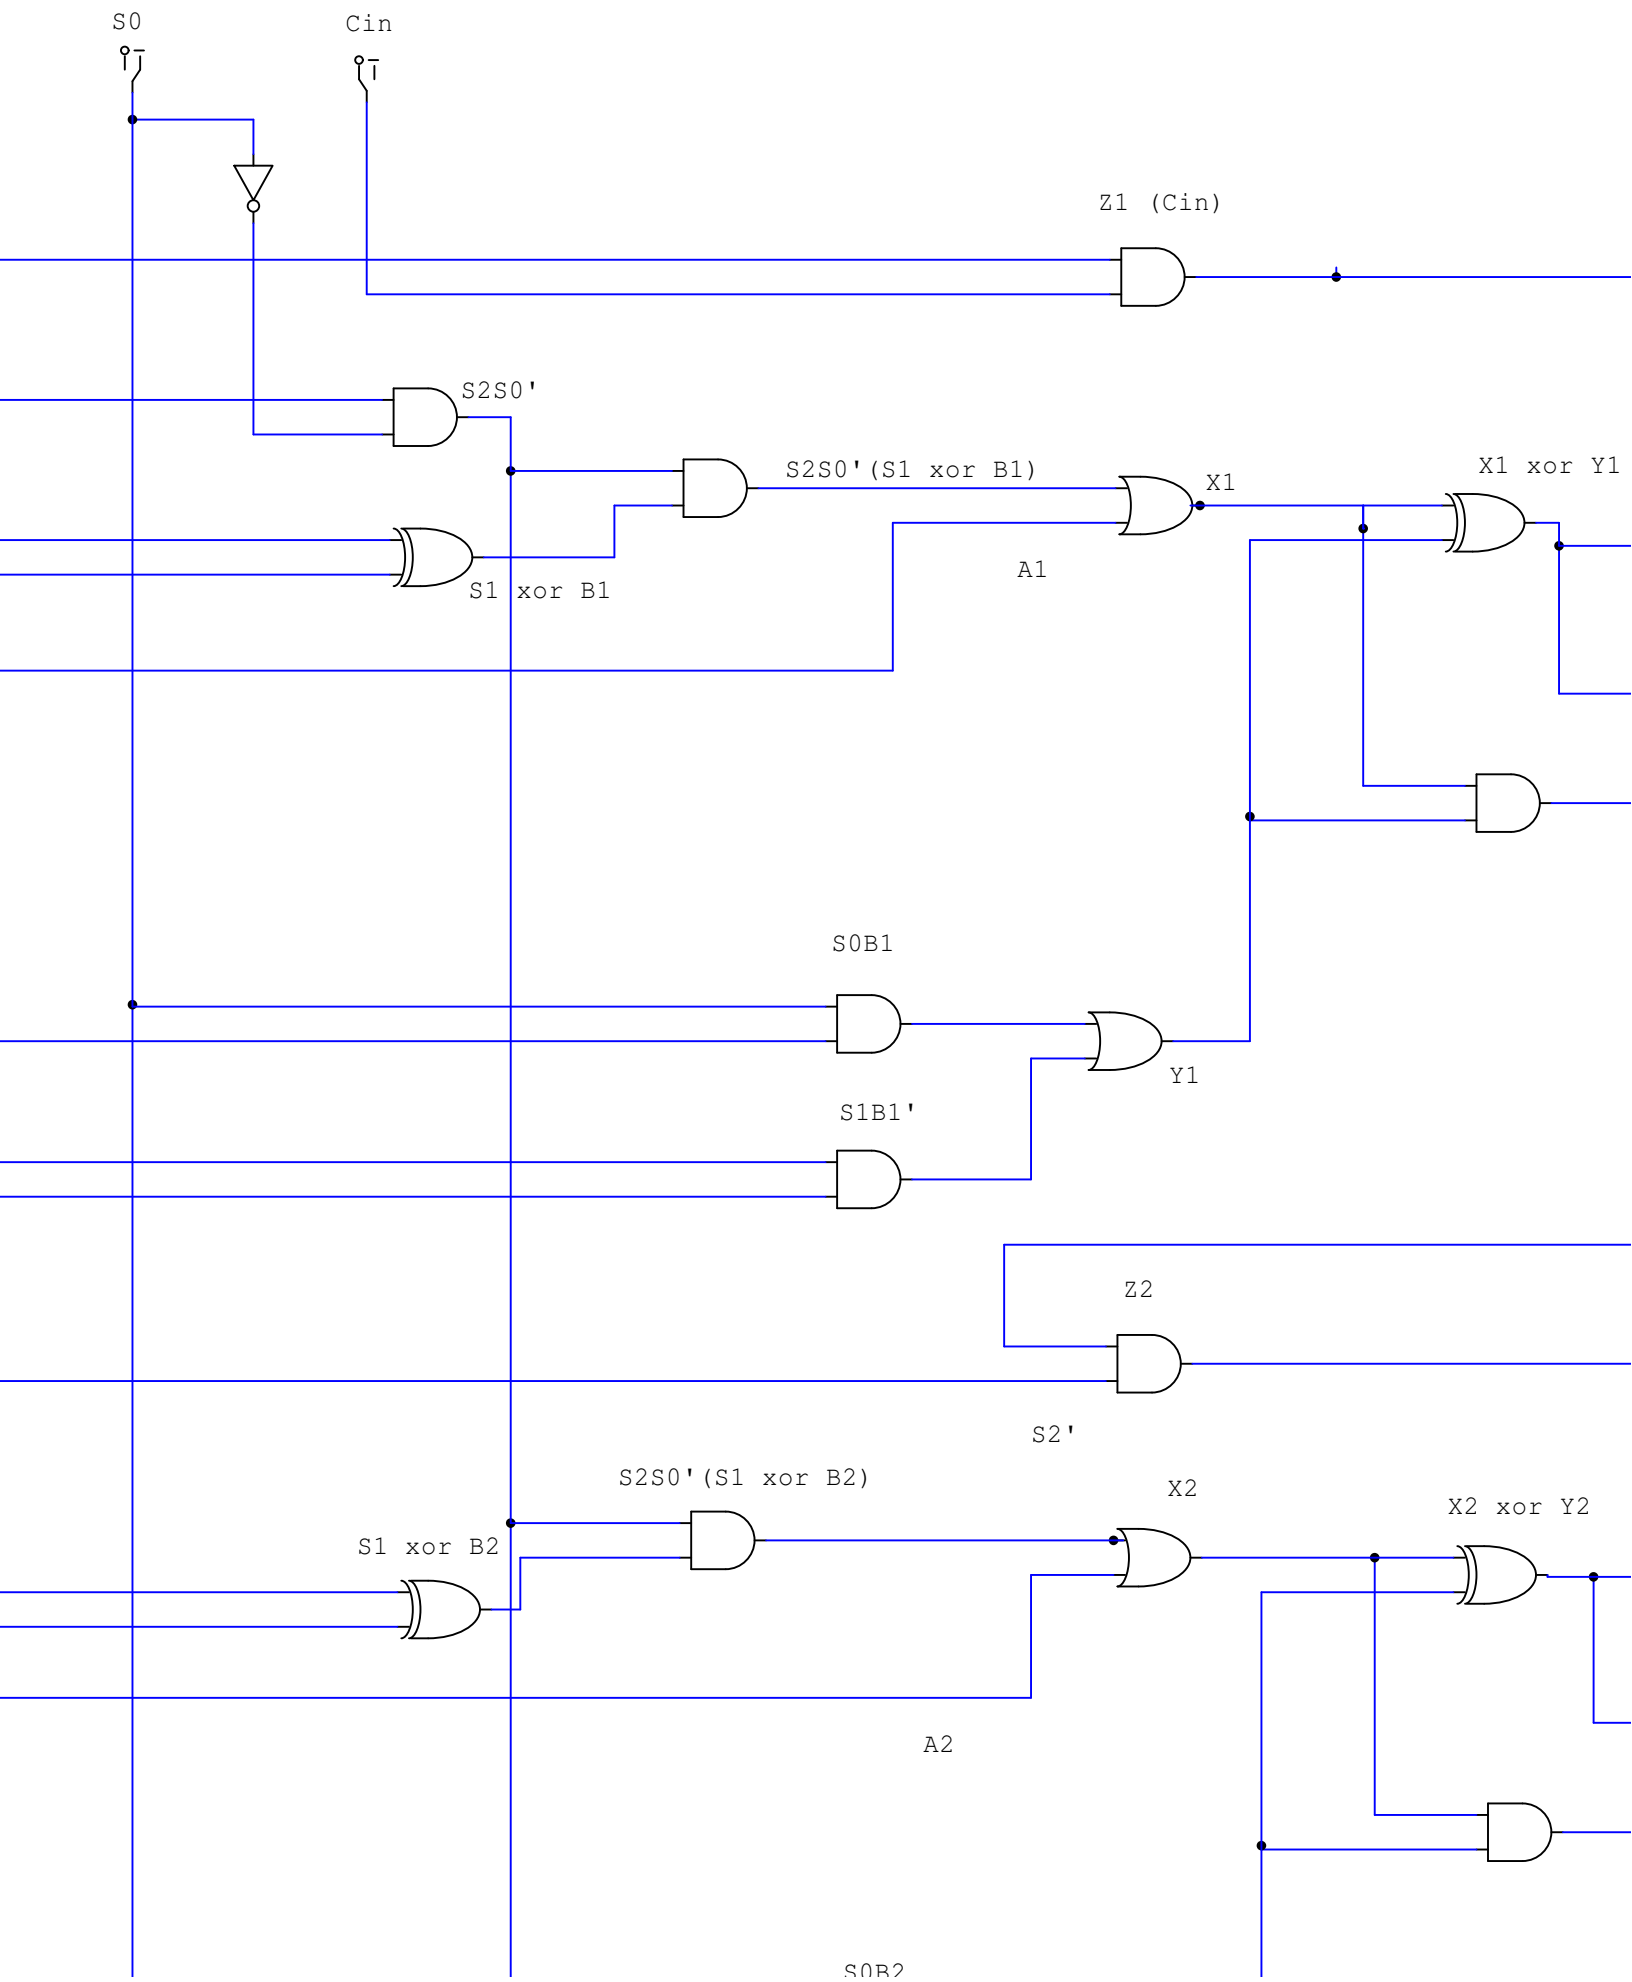 S0
Cin
Z1 (Cin)
S2S0'
S2S0'(S1 xor B1)
X1
X1 xor Y1
A1
S1 xor B1
S0B1
Y1
S1B1'
Z2
S2'
S2S0'(S1 xor B2)
X2
X2 xor Y2
S1 xor B2
A2
S0B2